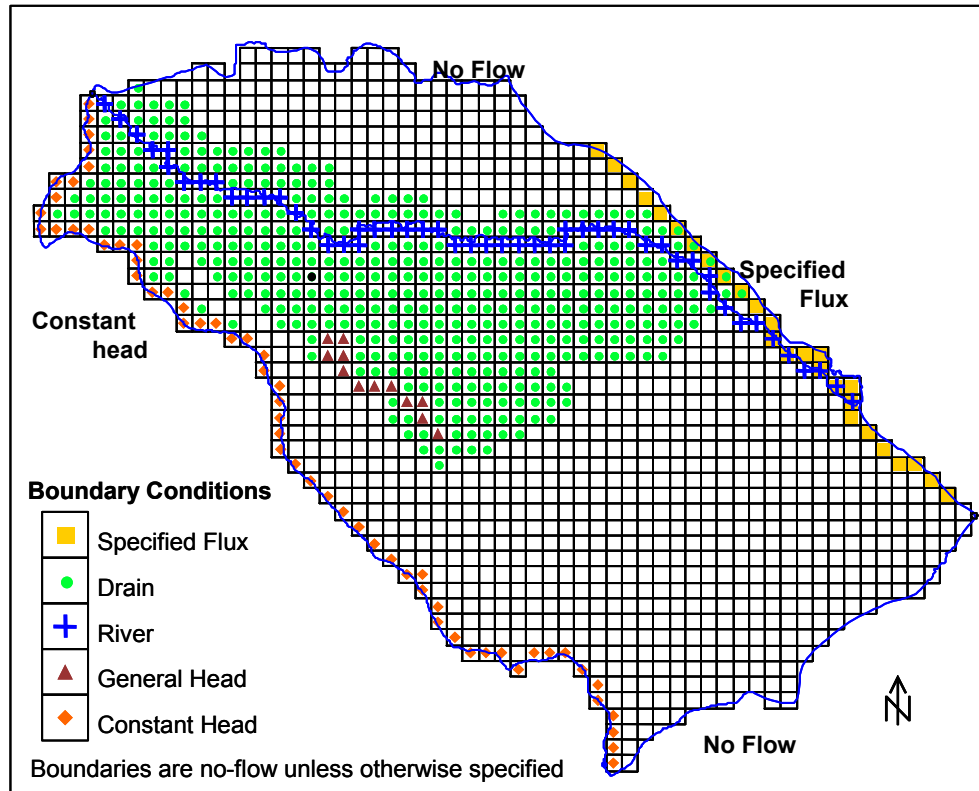 No Flow
Specified
Flux
Constant
head
Boundary Conditions
Specified Flux
Drain
River
General Head
Constant Head
N
No Flow
Boundaries are no-flow unless otherwise specified